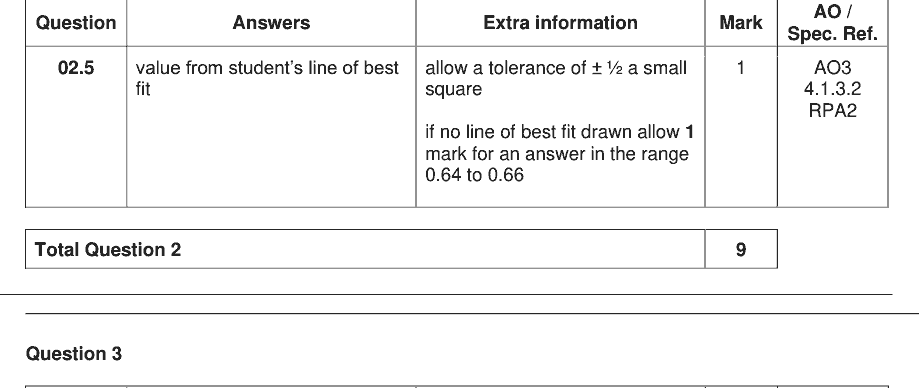 Question Answers Extra information Mark AO /
Spec. Ref.
02.5 value from student's line of best allow a tolerance of ± ½ a small 1 AO3
fit square 4.1.3.2
RPA2
if no line of best fit drawn allow 1
mark for an answer in the range
0.64 to 0.66
Total Question 2 9
Question 3